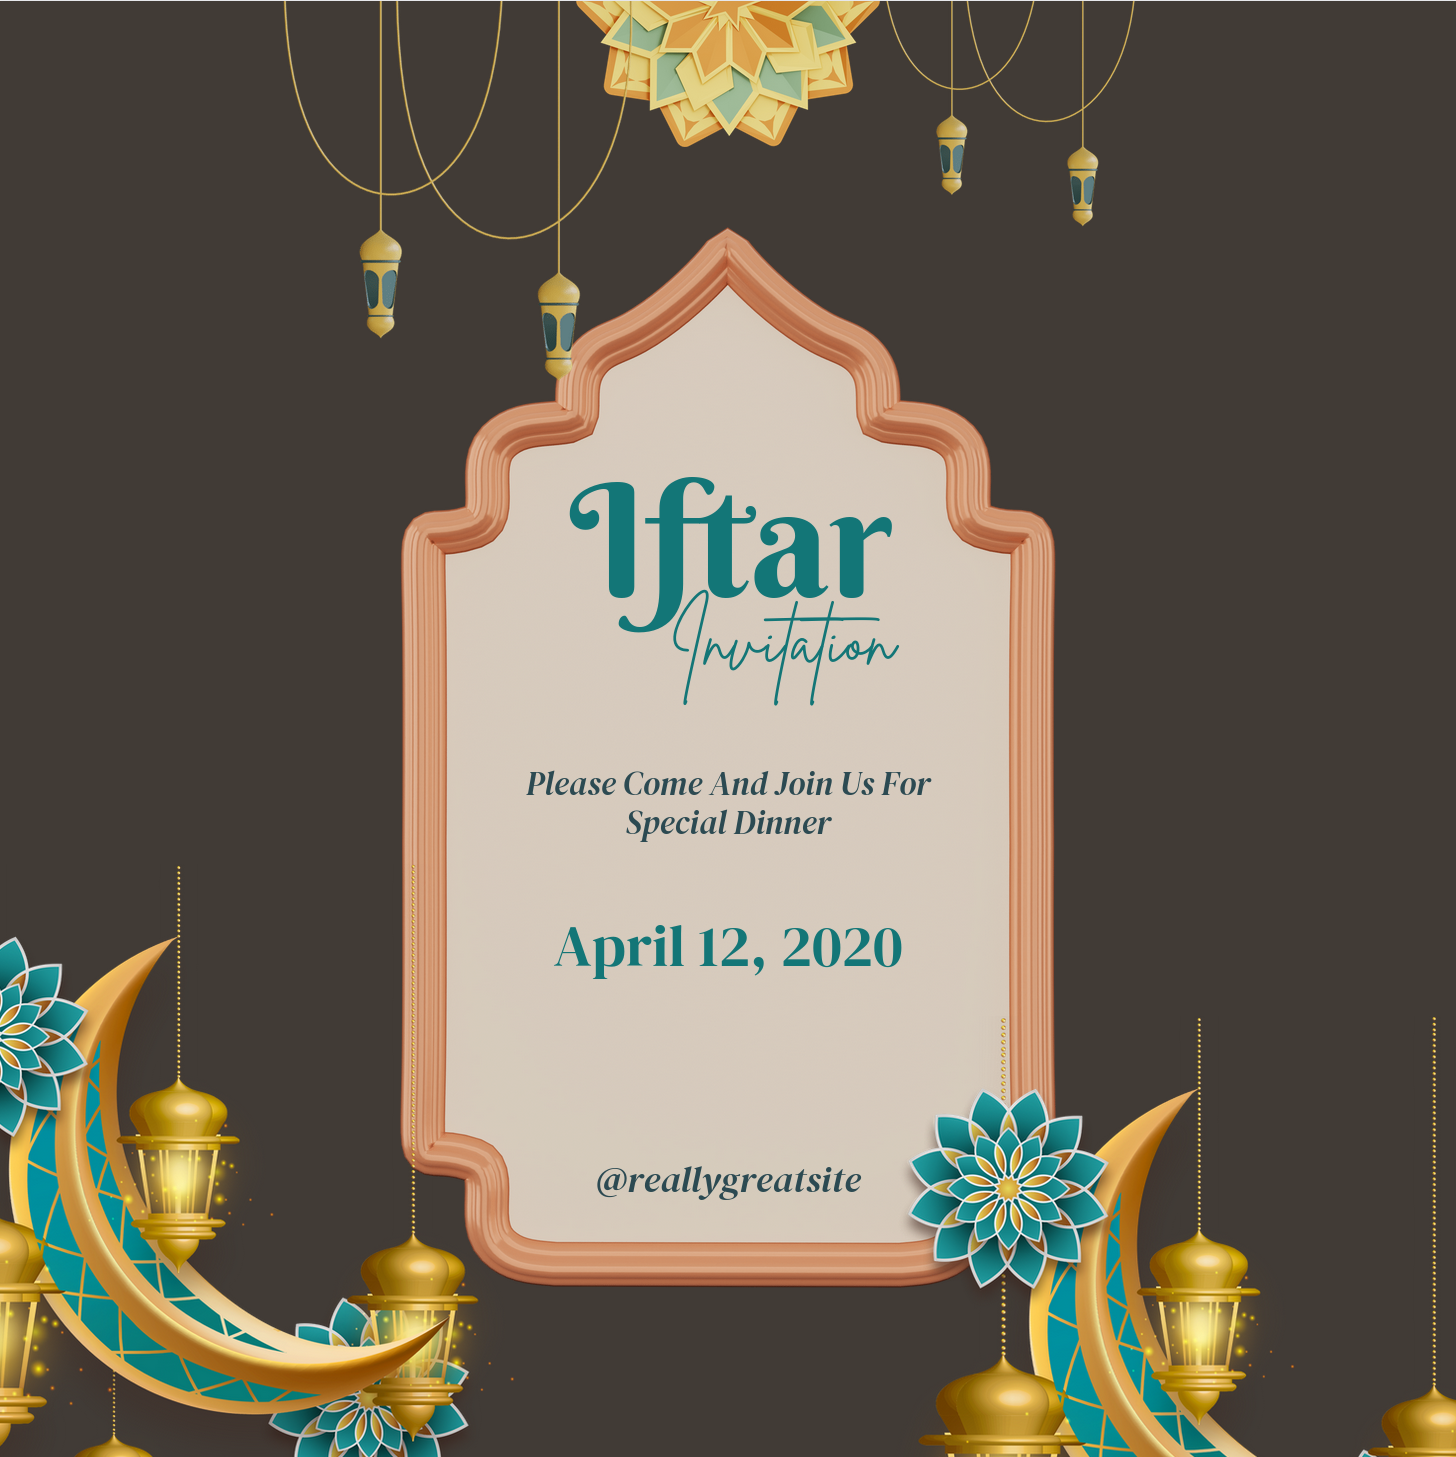 Iftar
Invitation
Please Come And Join Us For
Special Dinner
April 12, 2020
@reallygreatsite